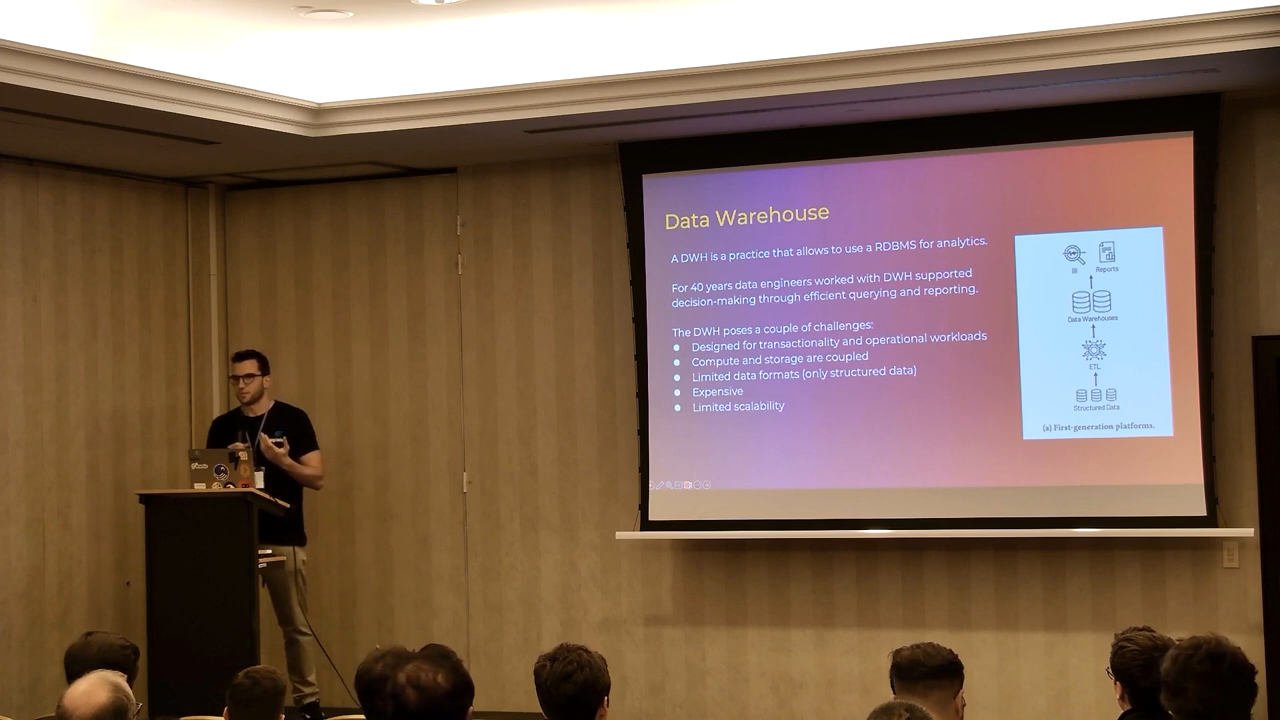 Data Warehouse
A DWH is a practice that allows to use a RDBMS for analytics.
For 40 years data engineers worked with DWH supported
decision-making through efficient querying and reporting.
The DWH poses a couple of challenges:
Designed for transactionality and operational workloads
Compute and storage are coupled
Limited data formats (only structured data)
Expensive
Limited scalability
BI Reports
Data Warehouses
ETL
Structured Data
(a) First-generation platforms.